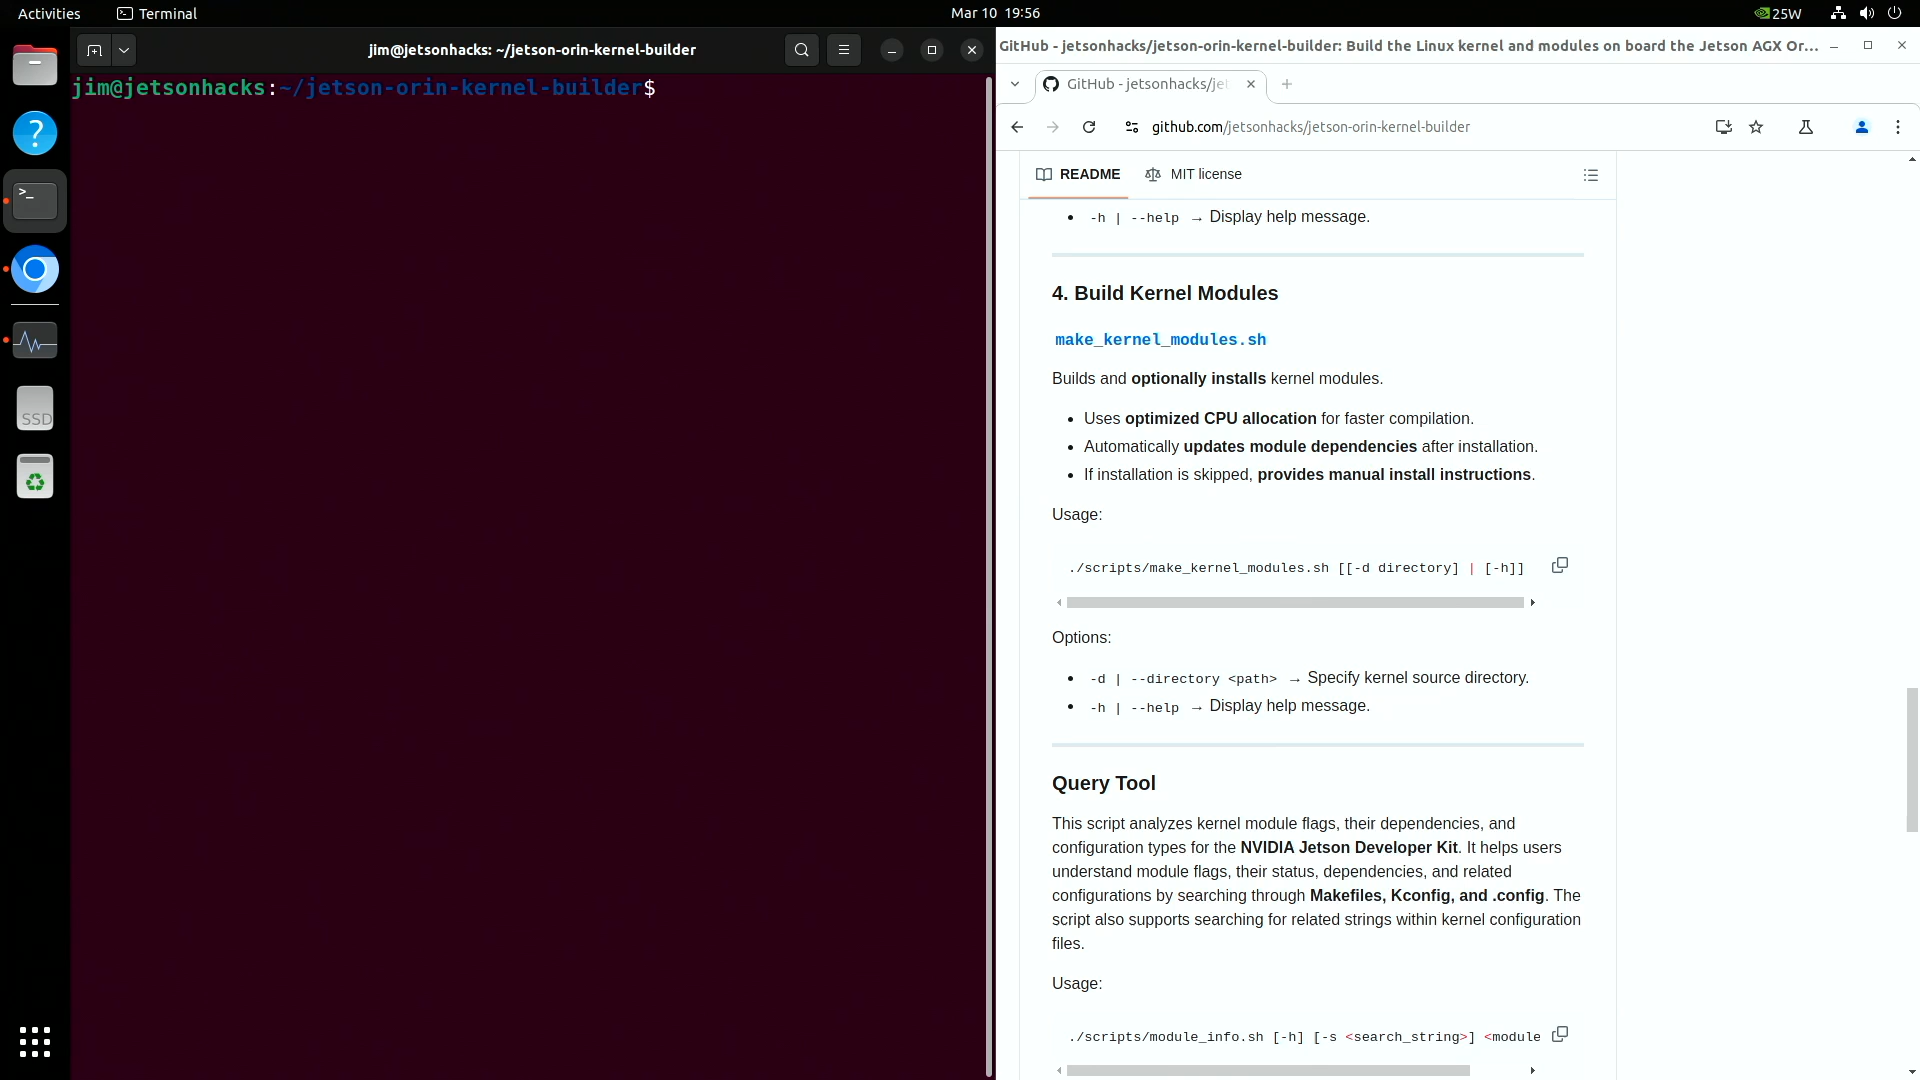 Activities
Terminal
Mar 10 19:56
25W
jim@jetsonhacks: ~/jetson-orin-kernel-builder
jim@jetsonhacks:~/jetson-orin-kernel-builder$
SSD
GitHub - jetsonhacks/jetson-orin-kernel-builder: Build the Linux kernel and modules on board the Jetson AGX Or...
GitHub - jetsonhacks/jet
github.com/jetsonhacks/jetson-orin-kernel-builder
README
MIT license
-h | --help → Display help message.
4. Build Kernel Modules
make_kernel_modules.sh
Builds and optionally installs kernel modules.
Uses optimized CPU allocation for faster compilation.
Automatically updates module dependencies after installation.
If installation is skipped, provides manual install instructions.
Usage:
./scripts/make_kernel_modules.sh [[-d directory] | [-h]]
Options:
-d | --directory <path> → Specify kernel source directory.
-h | --help → Display help message.
Query Tool
This script analyzes kernel module flags, their dependencies, and
configuration types for the NVIDIA Jetson Developer Kit. It helps users
understand module flags, their status, dependencies, and related
configurations by searching through Makefiles, Kconfig, and .config. The
script also supports searching for related strings within kernel configuration
files.
Usage:
./scripts/module_info.sh [-h] [-s <search_string>] <module